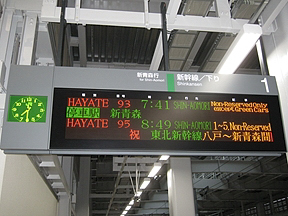 新青森行
for Shin-Aomori
新幹線/下り
Shinkansen
1
HAYATE 93 7:41 SHIN-AOMORI Non-Reserved Only except Green Cars
停車駅 新青森
HAYATE 95 8:49 SHIN-AOMORI 1~5, Non-Reserved
祝 東北新幹線 八戸～新青森間